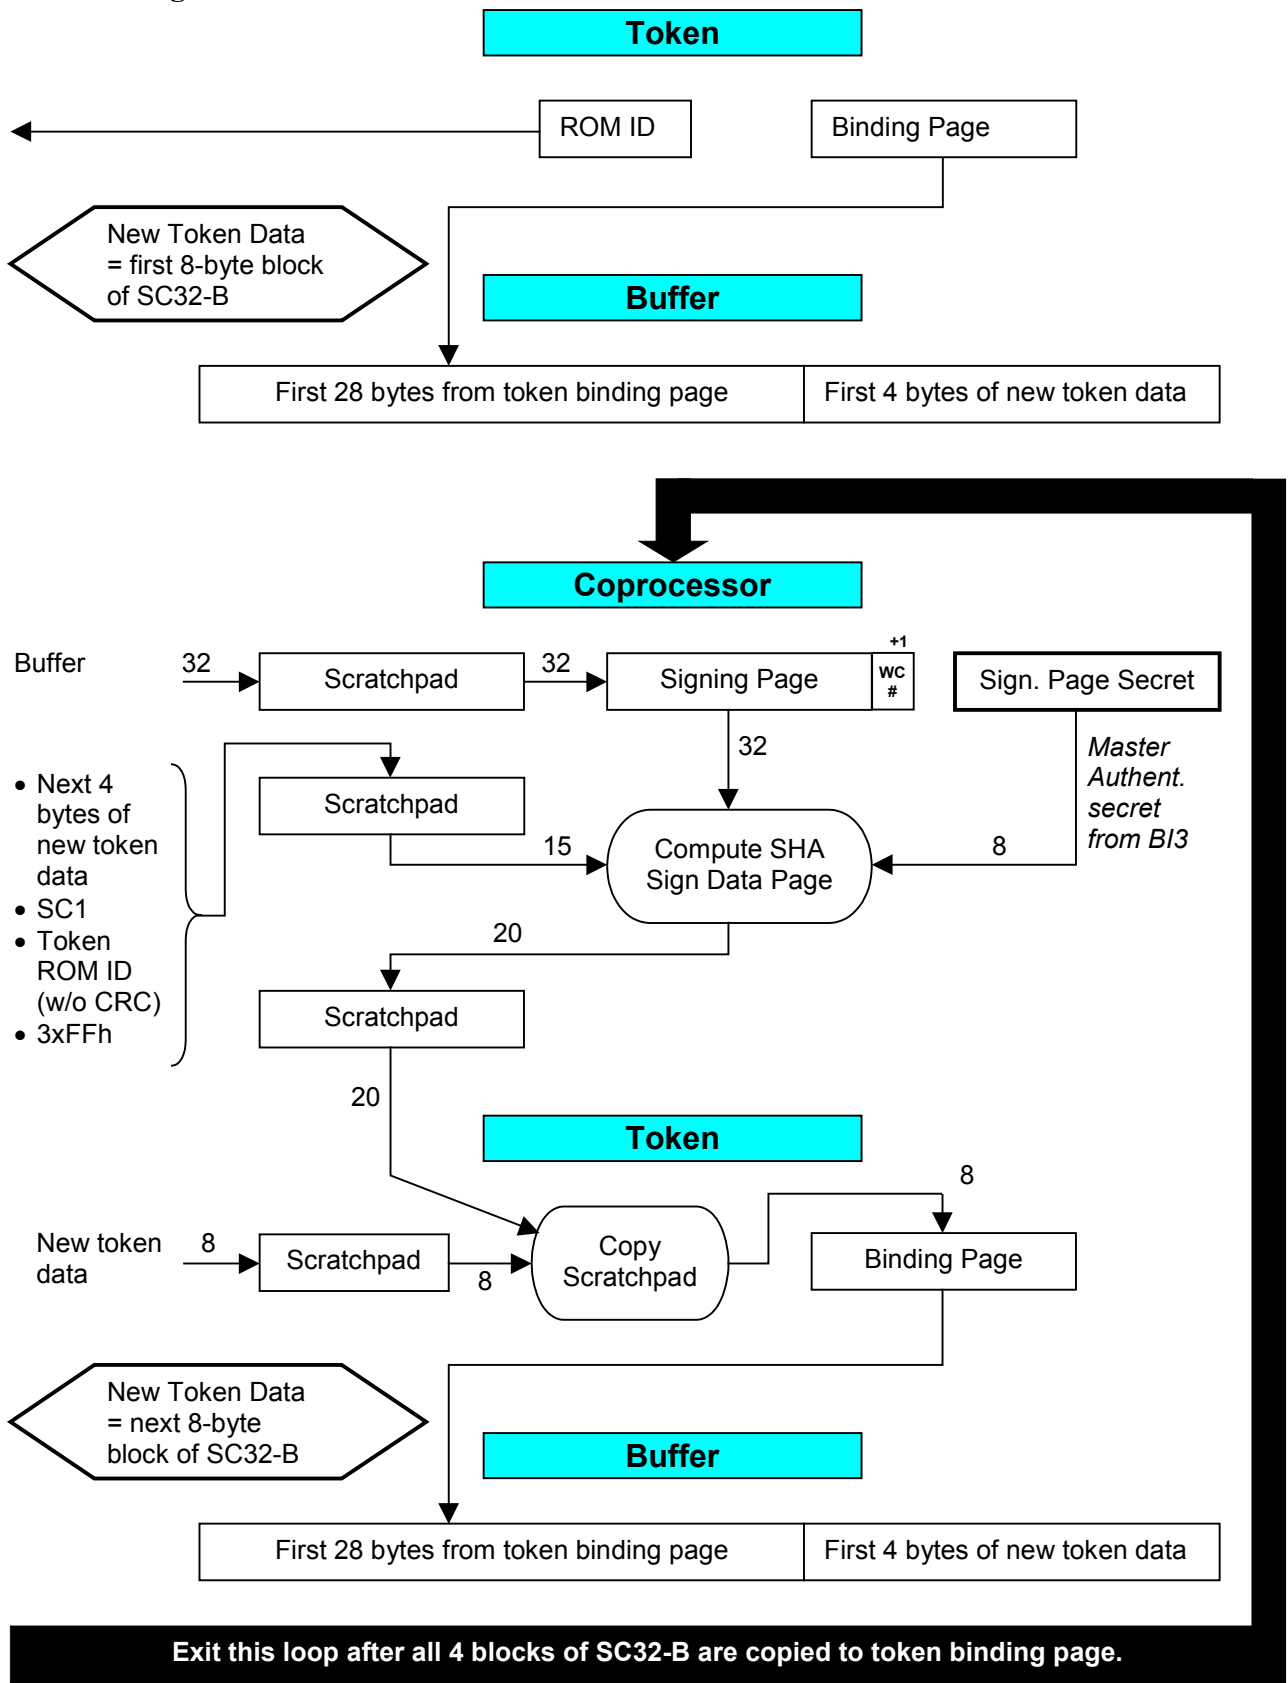 Token
ROM ID
Binding Page
New Token Data
= first 8-byte block
of SC32-B
Buffer
First 28 bytes from token binding page
First 4 bytes of new token data
Coprocessor
+1
Buffer
32
Scratchpad
32
Signing Page
WC
#
Sign. Page Secret
32
Master
Authent.
secret
from BI3
• Next 4
bytes of
new token
data
• SC1
• Token
ROM ID
(w/o CRC)
• 3xFFh
Scratchpad
15
Compute SHA
Sign Data Page
8
20
Scratchpad
20
Token
8
New token
data
8
Scratchpad
8
Copy
Scratchpad
Binding Page
New Token Data
= next 8-byte
block of SC32-B
Buffer
First 28 bytes from token binding page
First 4 bytes of new token data
Exit this loop after all 4 blocks of SC32-B are copied to token binding page.